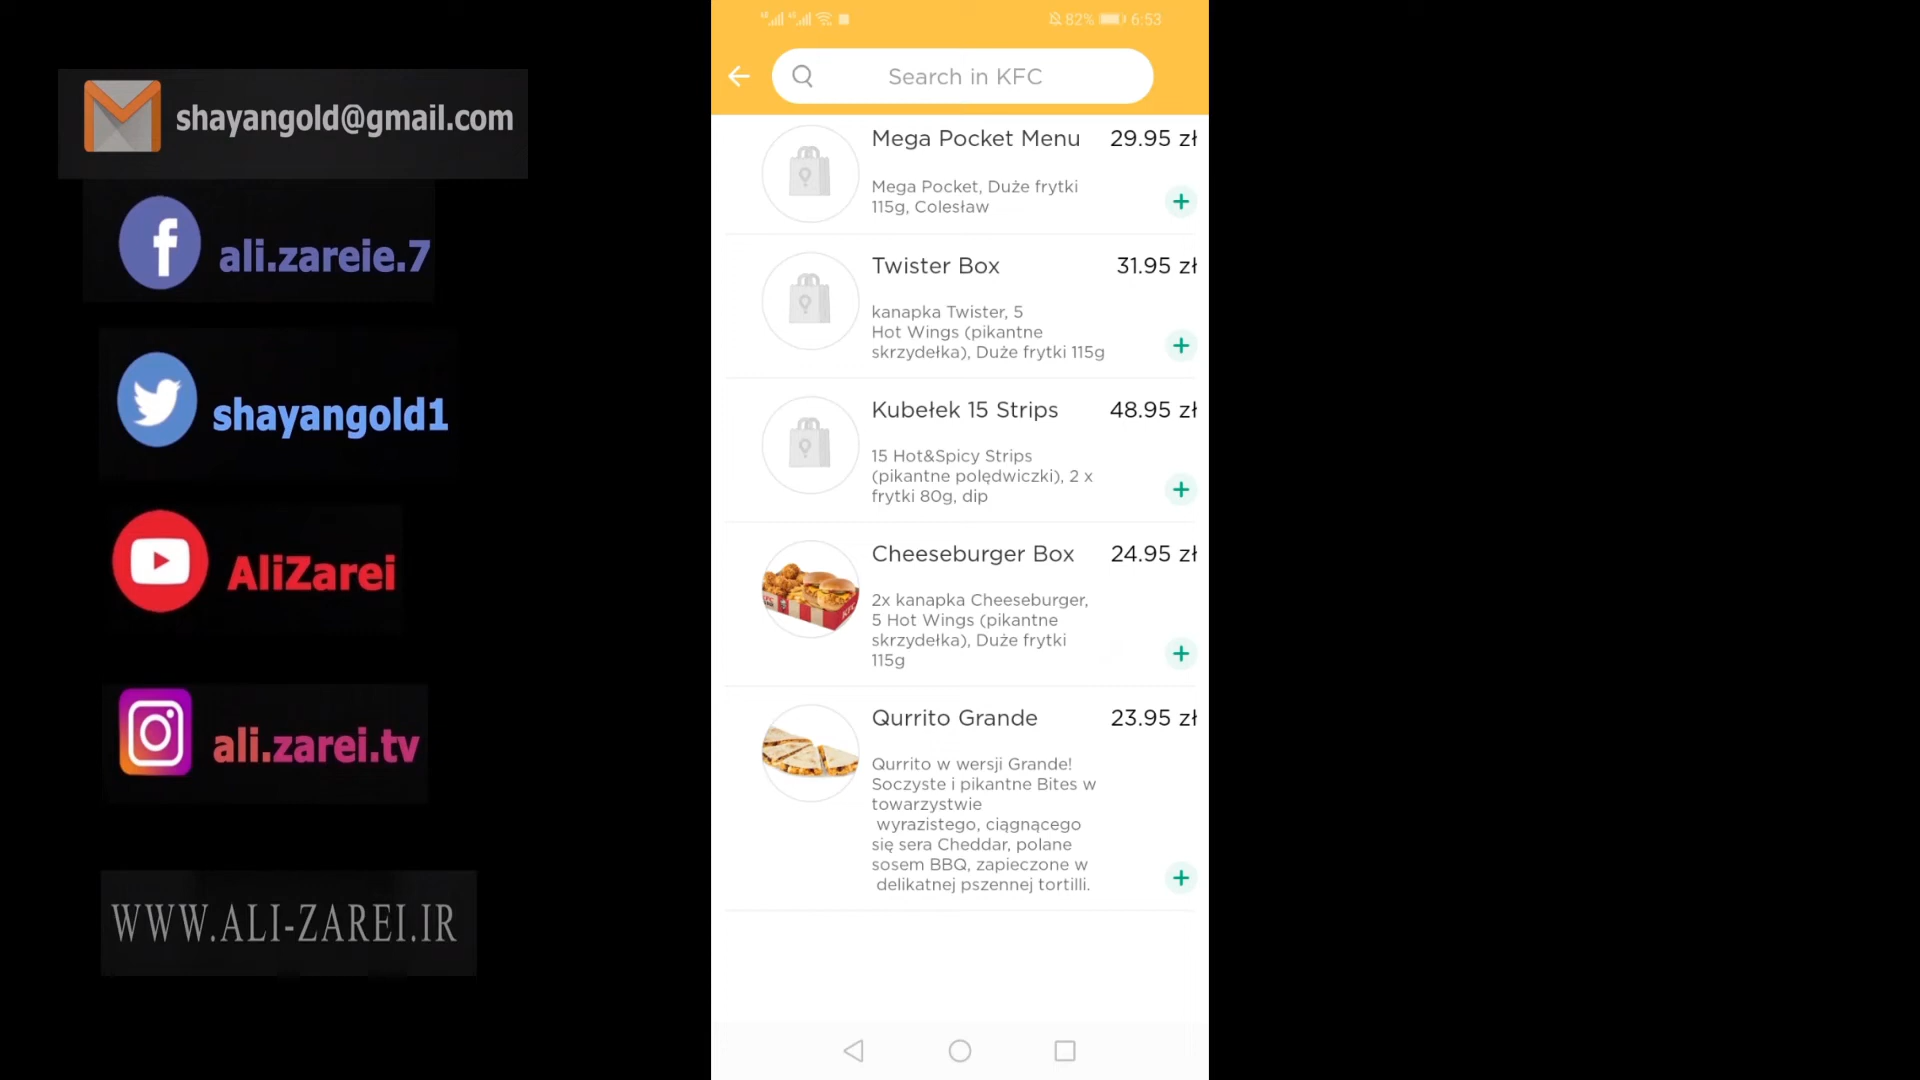 shayangold@gmail.com
ali.zareie.7
shayangold1
AliZarei
ali.zarei.tv
WWW.ALI-ZAREI.IR
82% 6:53
Search in KFC
Mega Pocket Menu 29.95 zł
Mega Pocket, Duże frytki
115g, Colesław
Twister Box 31.95 zł
kanapka Twister, 5
Hot Wings (pikantne
skrzydełka), Duże frytki 115g
Kubełek 15 Strips 48.95 zł
15 Hot&Spicy Strips
(pikantne polędwiczki), 2 x
frytki 80g, dip
Cheeseburger Box 24.95 zł
2x kanapka Cheeseburger,
5 Hot Wings (pikantne
skrzydełka), Duże frytki
115g
Qurrito Grande 23.95 zł
Qurrito w wersji Grande!
Soczyste i pikantne Bites w
towarzystwie
wyrazistego, ciągnącego
się sera Cheddar, polane
sosem BBQ, zapieczone w
delikatnej pszennej tortilli.